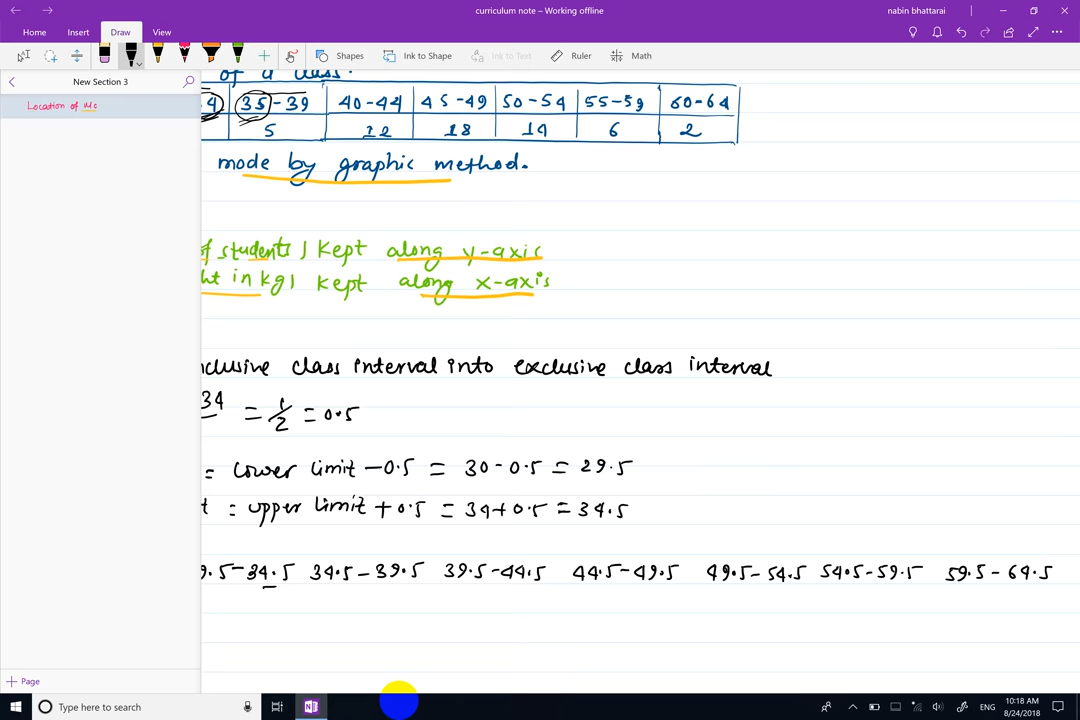 curriculum note – Working offline
nabin bhattarai
Home Insert Draw View
Shapes Ink to Shape Ink to Text Ruler Math
New Section 3
Location of
of a class.
4 35-39 40-44 45-49 50-54 55-59 60-64
5 12 18 14 6 2
mode by graphic method.
of students) Kept along y-axis
ht in kg) Kept along x-axis
nclusive class interval into exclusive class interval
34 = 1/2 = 0.5
= lower limit - 0.5 = 30 - 0.5 = 29.5
t = upper limit + 0.5 = 34+0.5 = 34.5
9.5-34.5 34.5-39.5 39.5-44.5 44.5-49.5 49.5-54.5 54.5-59.5 59.5-64.5
+ Page
Type here to search
ENG
10:18 AM
8/24/2018